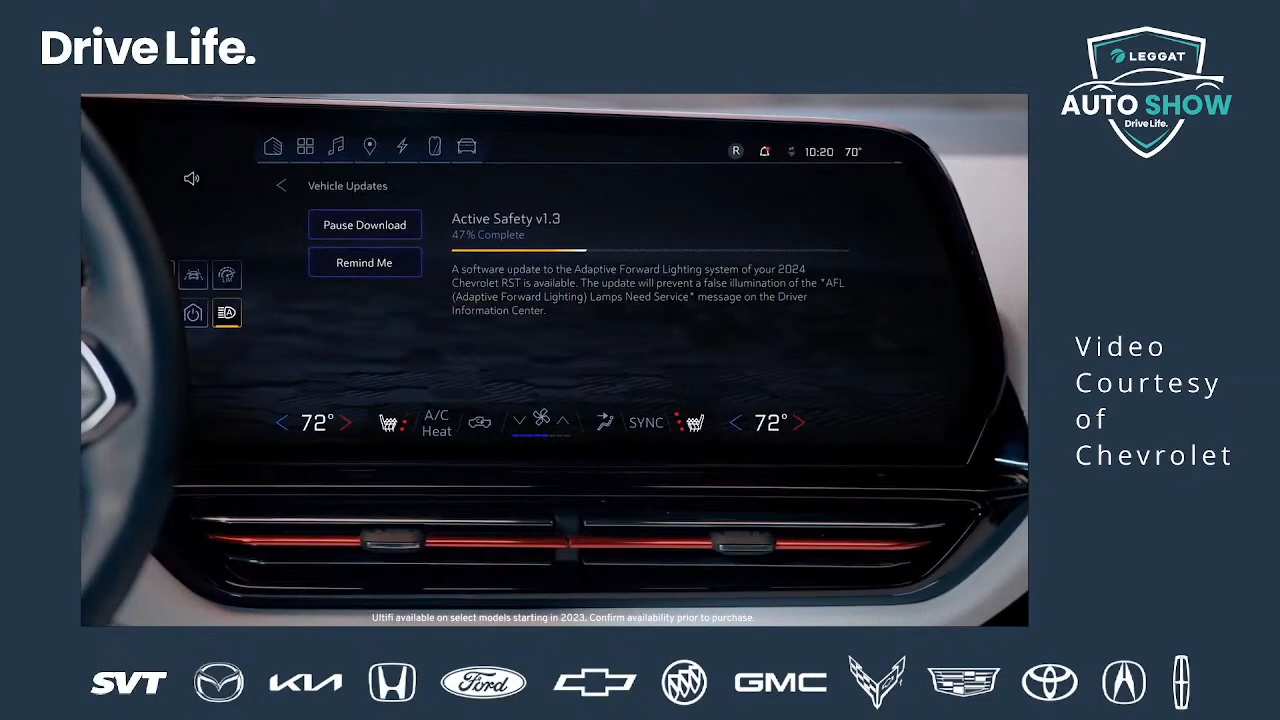 Drive Life.
LEGGAT
AUTO SHOW
Drive Life.
R
10:20
70°
Vehicle Updates
Pause Download
Remind Me
Active Safety v1.3
47% Complete
A software update to the Adaptive Forward Lighting system of your 2024
Chevrolet RST is available. The update will prevent a false illumination of the "AFL
(Adaptive Forward Lighting) Lamps Need Service" message on the Driver
Information Center.
72°
A/C
Heat
SYNC
72°
Ultifi available on select models starting in 2023. Confirm availability prior to purchase.
Video
Courtesy
of
Chevrolet
SVT
KIA
Ford
GMC